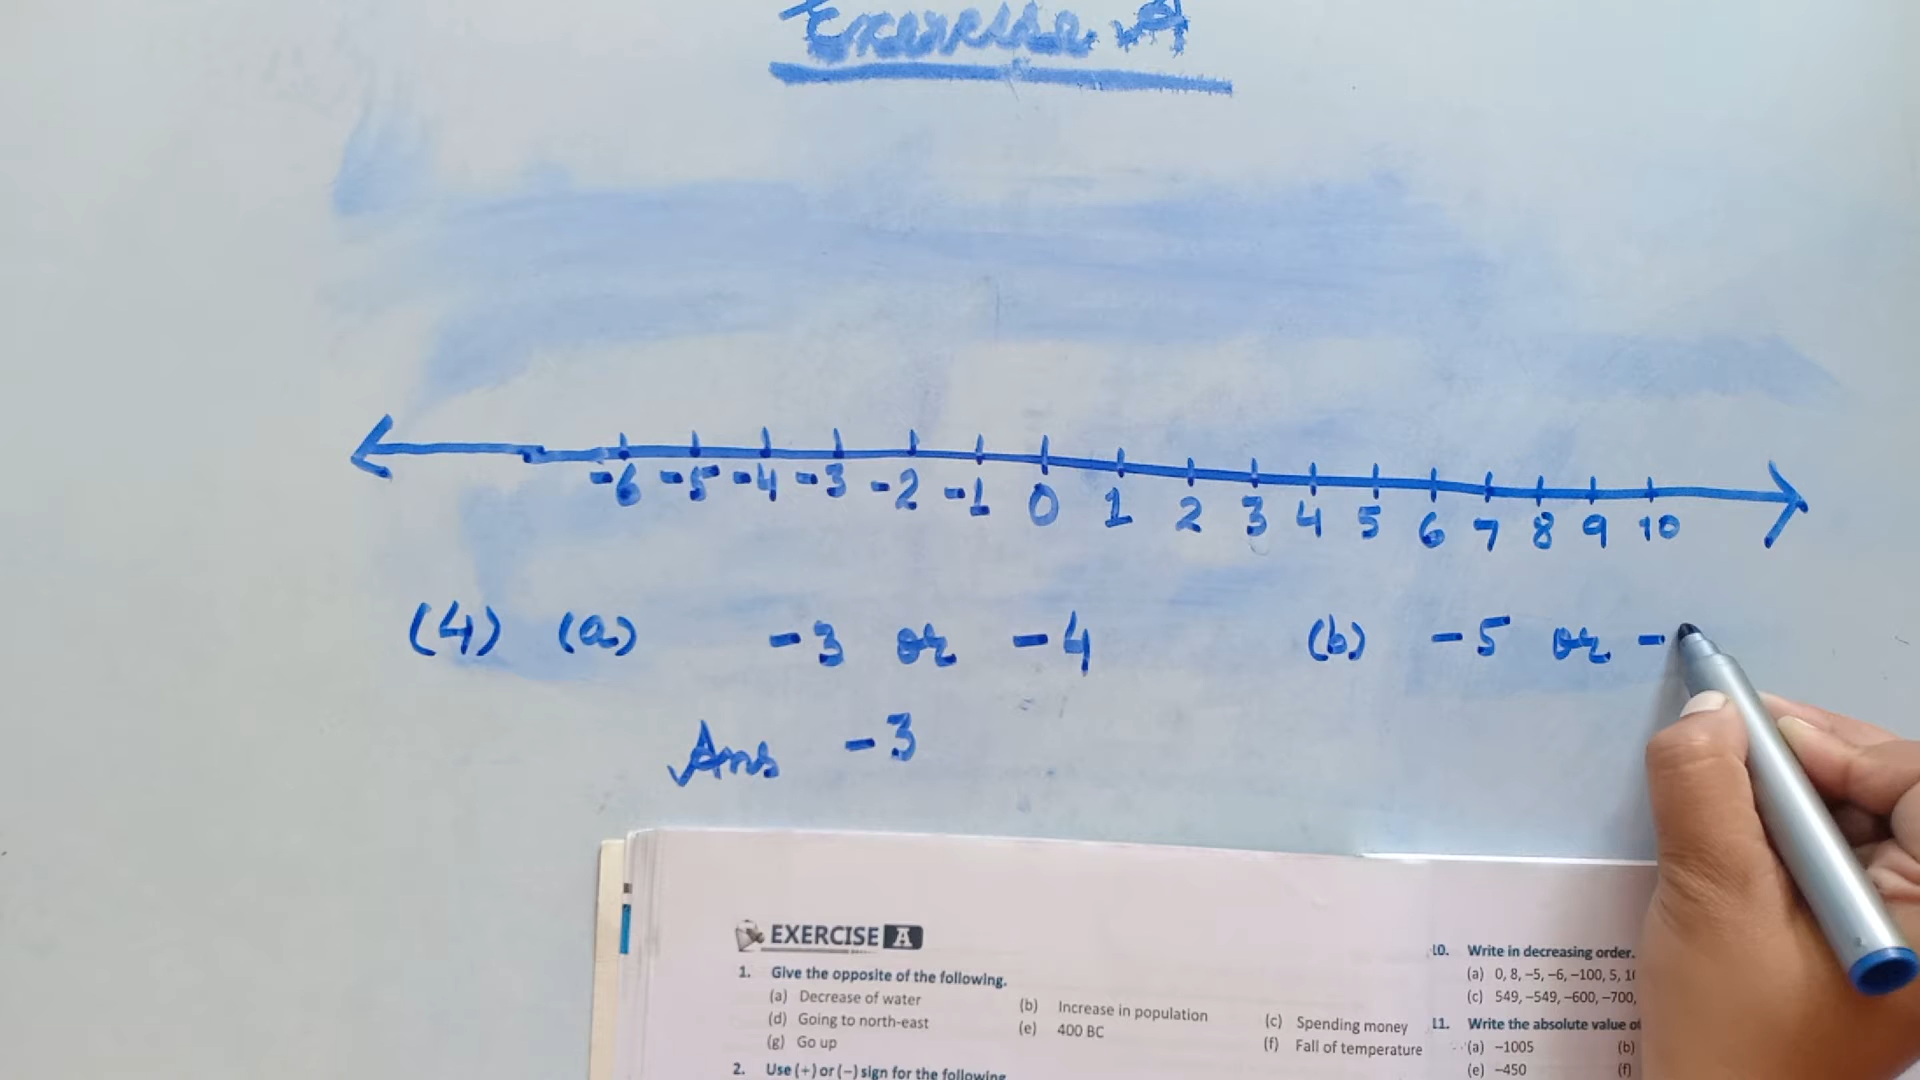 Exercise A
-6 -5 -4 -3 -2 -1 0 1 2 3 4 5 6 7 8 9 10
(4) (a) -3 or -4 (b) -5 or -
Ans -3
EXERCISE A
1. Give the opposite of the following.
(a) Decrease of water
(b) Increase in population
(c) Spending money
(d) Going to north-east
(e) 400 BC
(f) Fall of temperature
(g) Go up
2. Use (+) or (−) sign for the following
10. Write in decreasing order.
(a) 0, 8, −5, −6, −100, 5,
(c) 549, −549, −600, −700,
11. Write the absolute value
(a) −1005
(b)
(e) −450
(f)